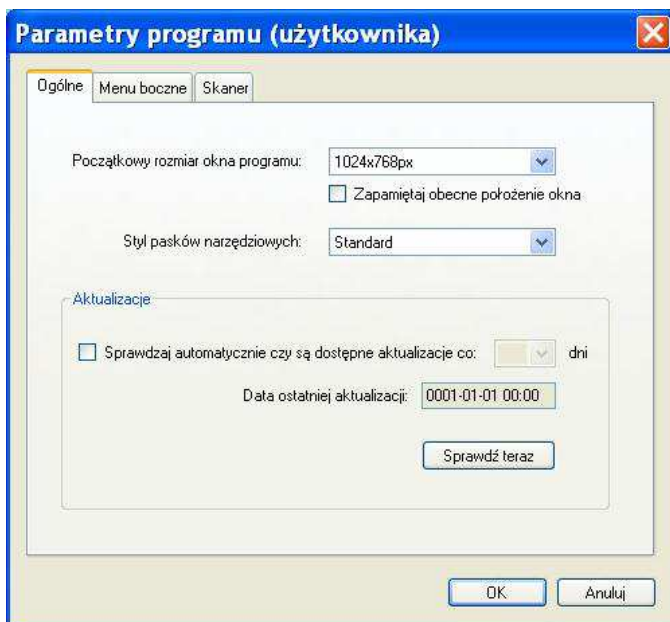 Parametry programu (użytkownika)
Ogólne Menu boczne Skaner
Początkowy rozmiar okna programu: 1024x768px
Zapamiętaj obecne położenie okna
Styl pasków narzędziowych: Standard
Aktualizacje
Sprawdzaj automatycznie czy są dostępne aktualizacje co: dni
Data ostatniej aktualizacji: 0001-01-01 00:00
Sprawdź teraz
OK Anuluj